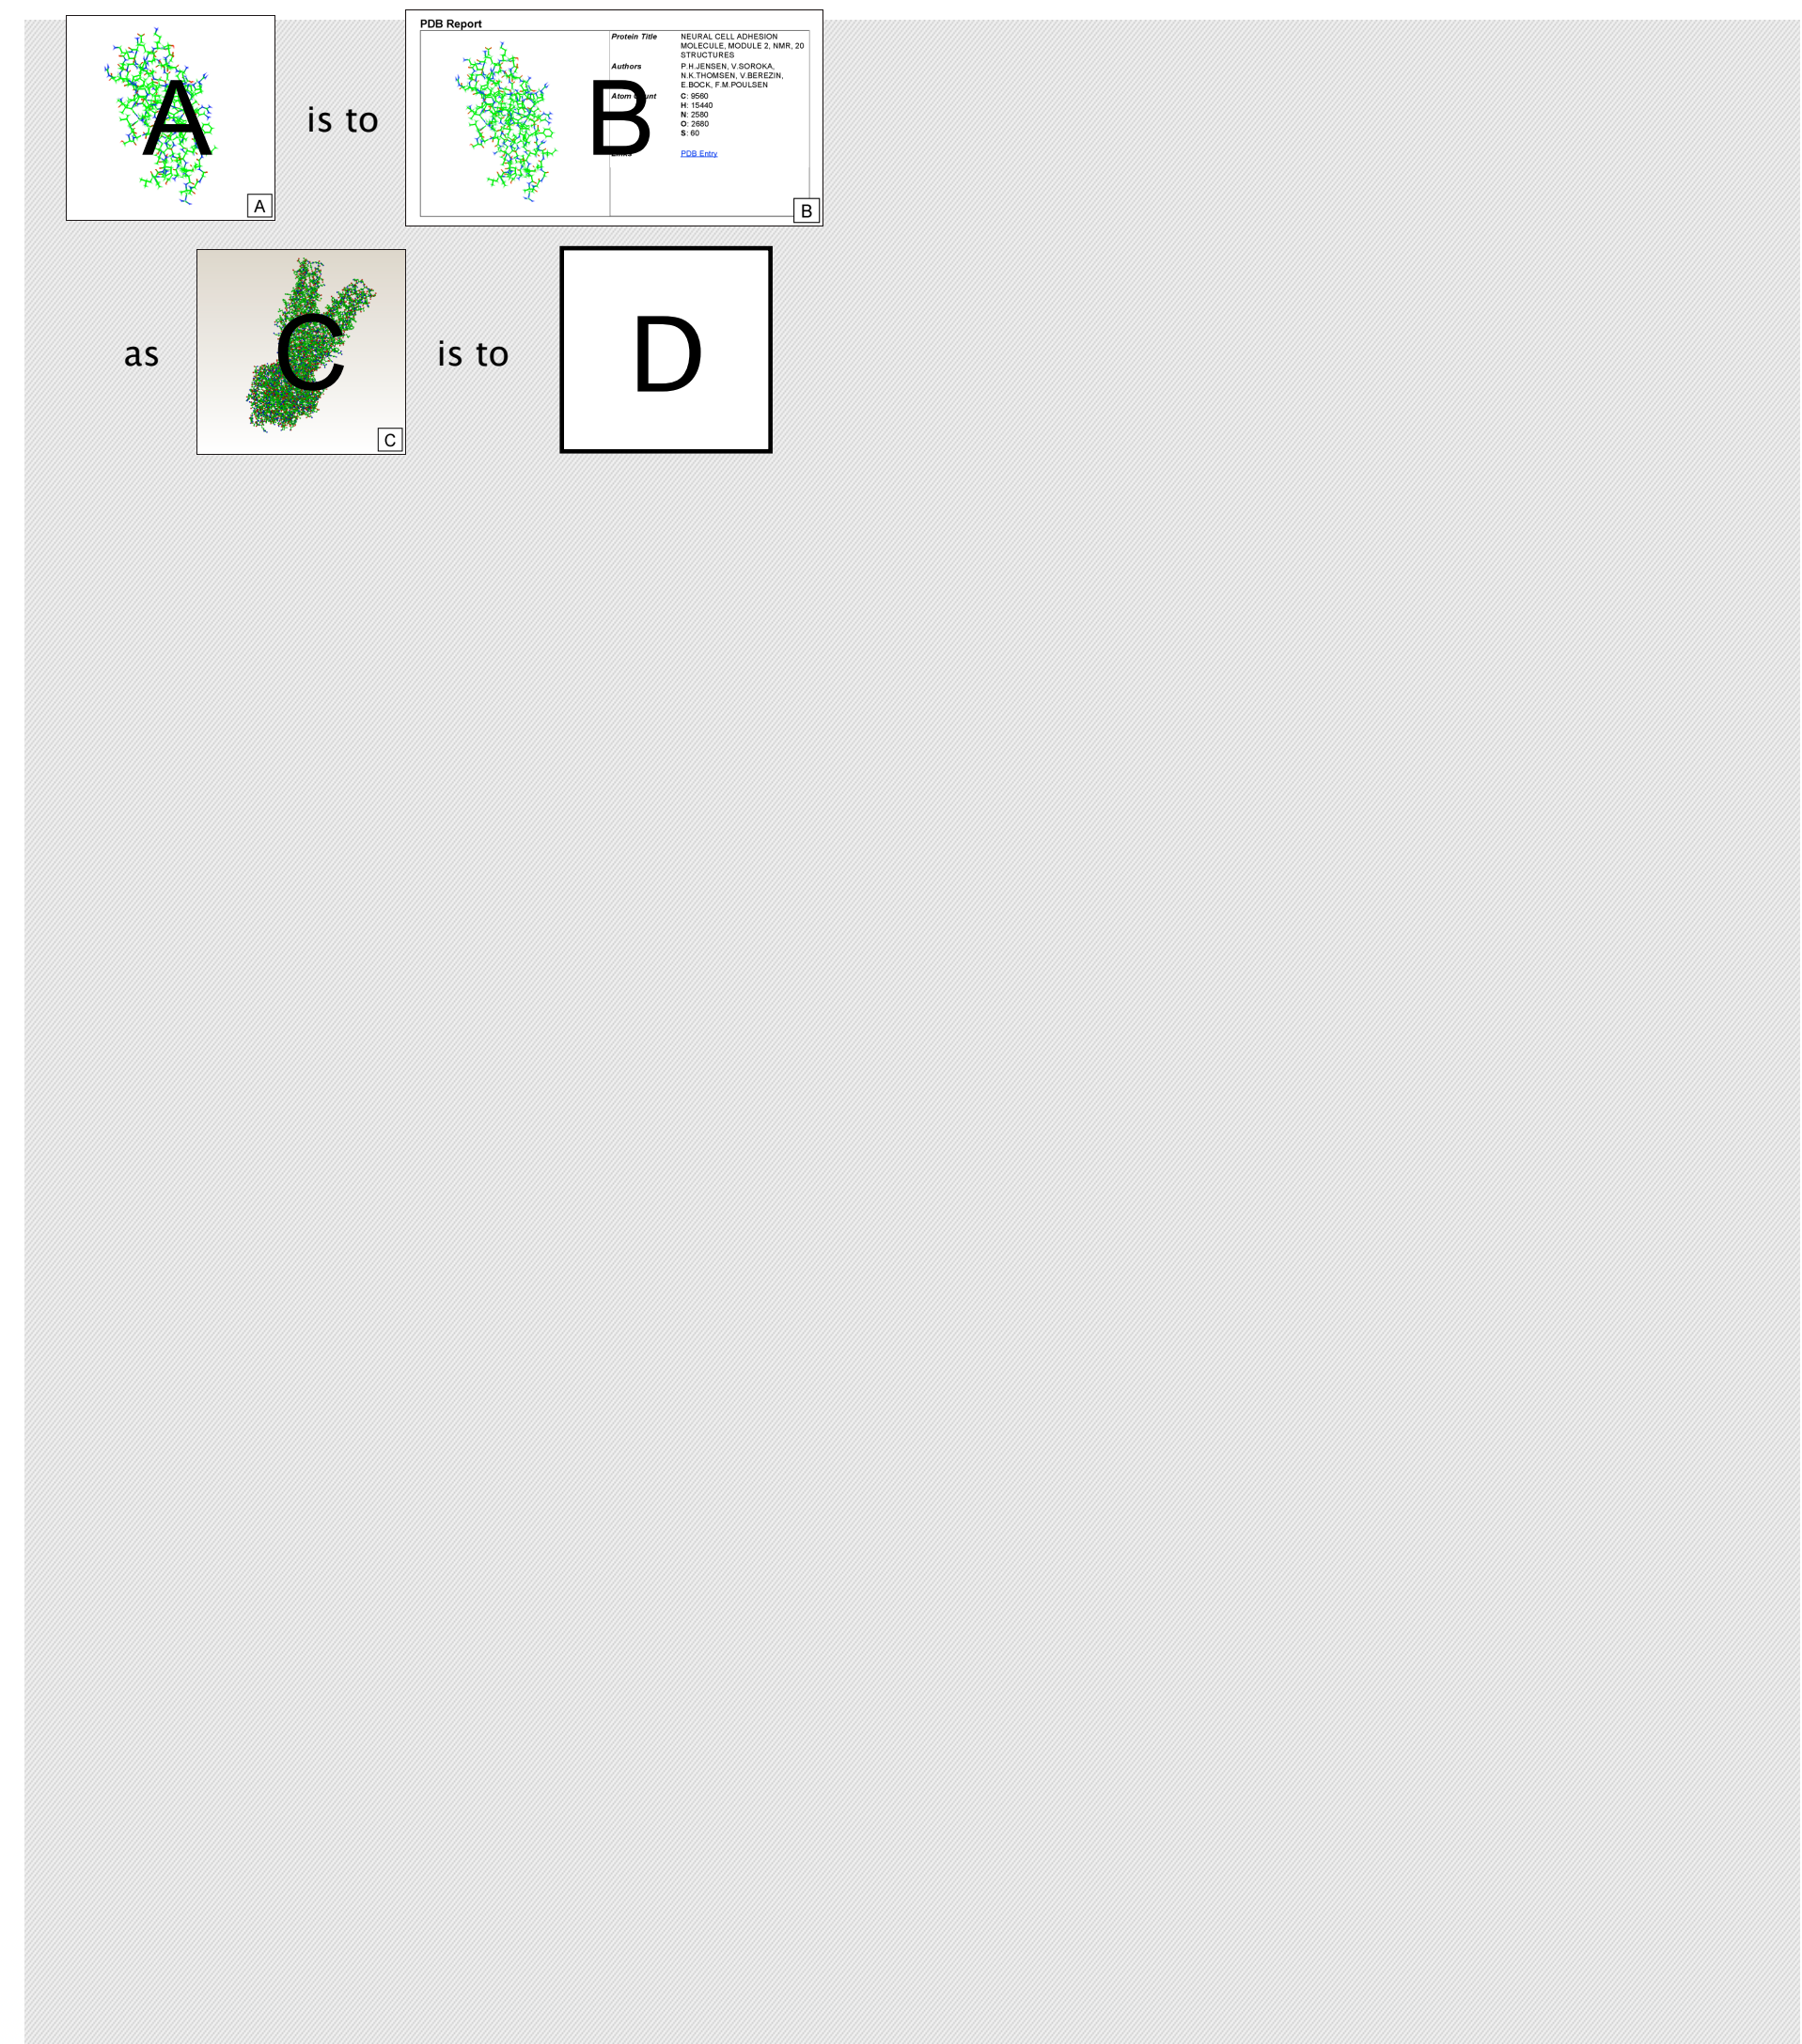 PDB Report
Protein Title NEURAL CELL ADHESION
MOLECULE, MODULE 2, NMR, 20
STRUCTURES
Authors P.H.JENSEN, V.SOROKA,
N.K.THOMSEN, V.BEREZIN,
E.BOCK, F.M.POULSEN
Atom C: 9560
H: 15440
N: 2580
O: 2680
S: 60
PDB Entry
A is to B
A
B
as C is to D
C